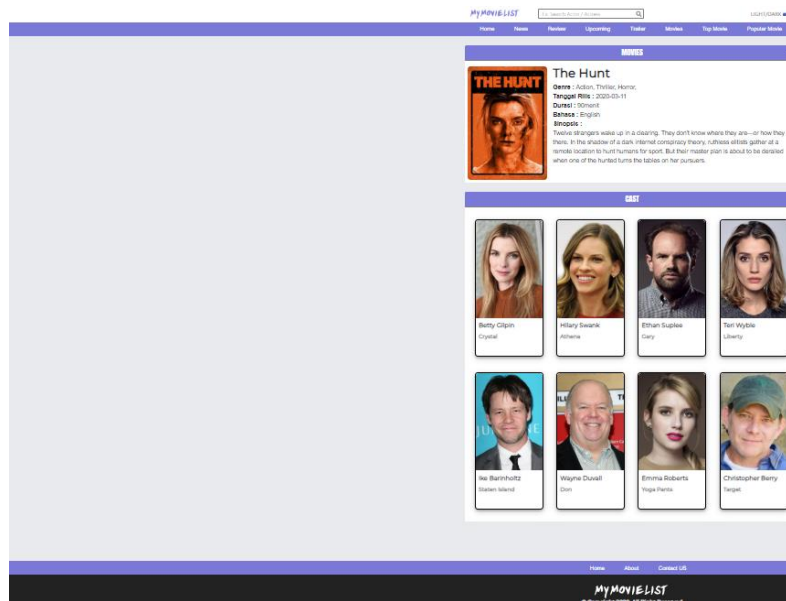 MYMOVIELIST
LIGHT/DARK
Home News Review Upcoming Trailer Movies Top Movie Popular Movie
MOVIES
THE HUNT
The Hunt
Genre : Action, Thriller, Horror,
Tanggal Rilis : 2020-03-11
Durasi : 90menit
Bahasa : English
Sinopsis :
Twelve strangers wake up in a clearing. They don't know where they are—or how they
there. In the shadow of a dark internet conspiracy theory, ruthless elitists gather at a
remote location to hunt humans for sport. But their master plan is about to be derailed
when one of the hunted turns the tables on her pursuers.
CAST
Betty Gilpin Hilary Swank Ethan Suplee Teri Wyble
Crystal Athena Gary Liberty
Ike Barinholtz Wayne Duvall Emma Roberts Christopher Berry
Staten Island Don Yoga Pants Target
Home About Contact US
MYMOVIELIST